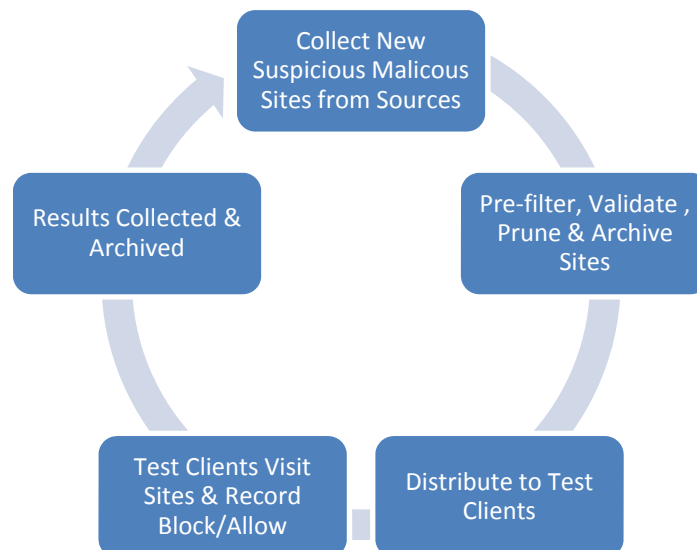 Collect New
Suspicious Malicous
Sites from Sources
Pre-filter, Validate ,
Prune & Archive
Sites
Distribute to Test
Clients
Test Clients Visit
Sites & Record
Block/Allow
Results Collected &
Archived